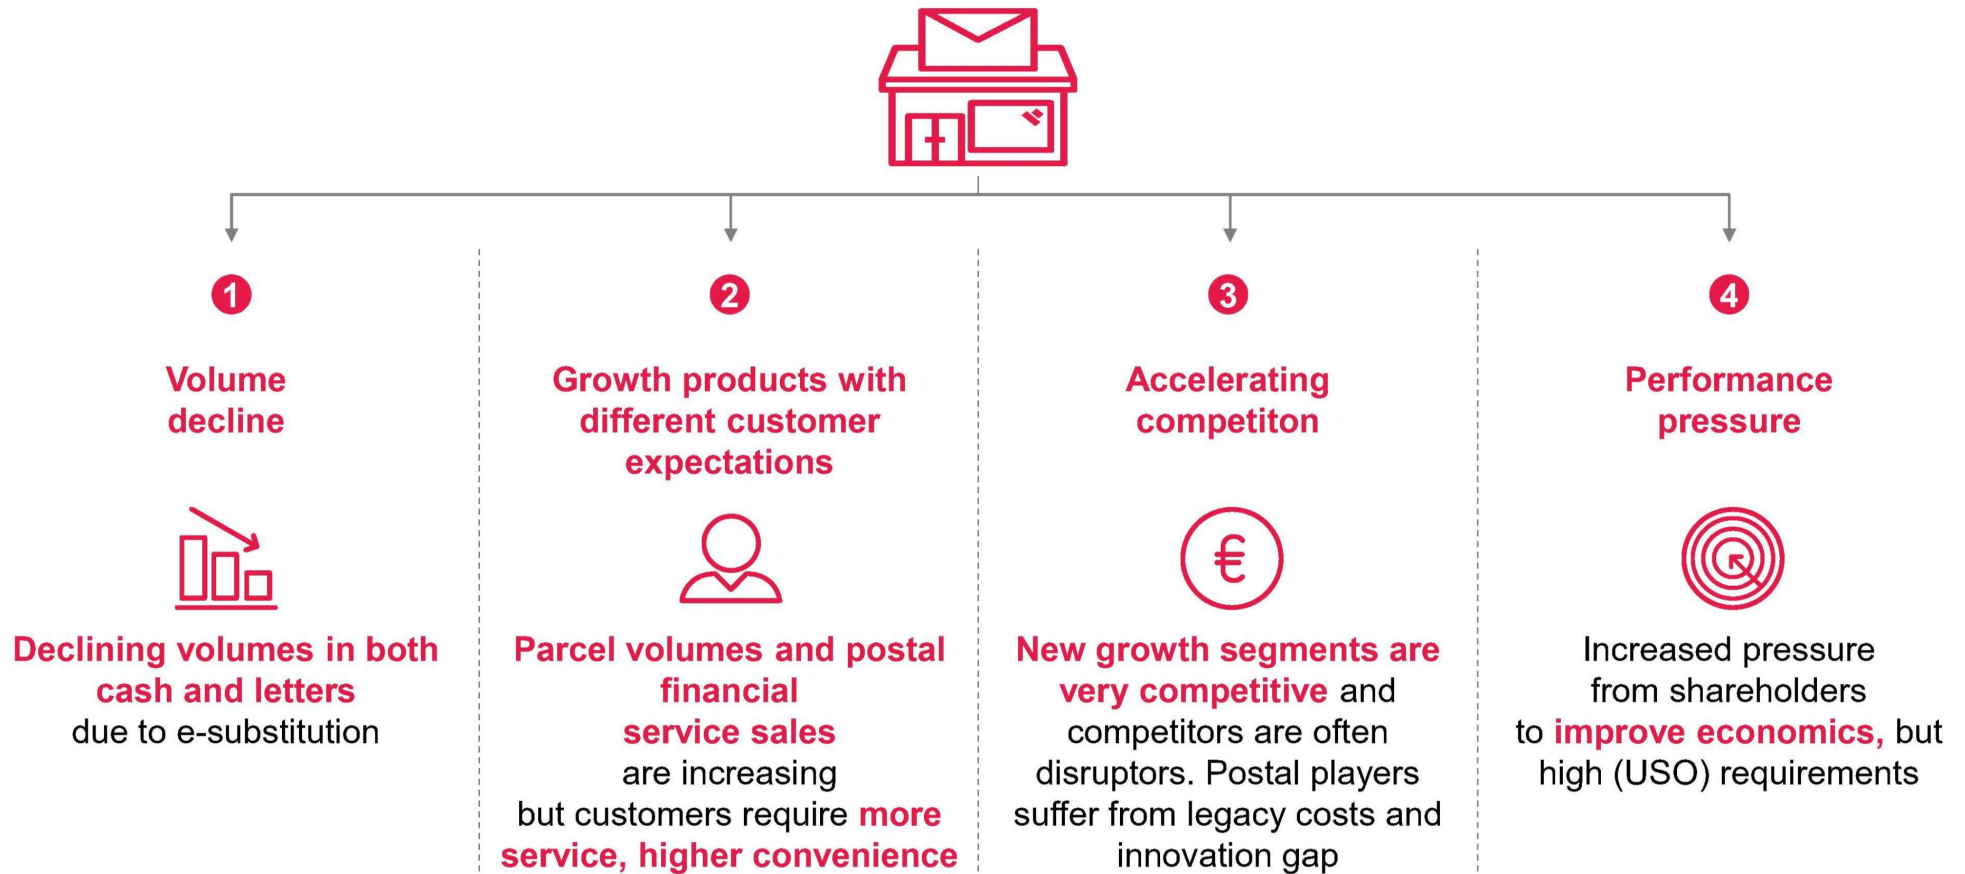 1
Volume
decline
Declining volumes in both
cash and letters
due to e-substitution
2
Growth products with
different customer
expectations
Parcel volumes and postal
financial
service sales
are increasing
but customers require more
service, higher convenience
3
Accelerating
competiton
€
New growth segments are
very competitive and
competitors are often
disruptors. Postal players
suffer from legacy costs and
innovation gap
4
Performance
pressure
Increased pressure
from shareholders
to improve economics, but
high (USO) requirements